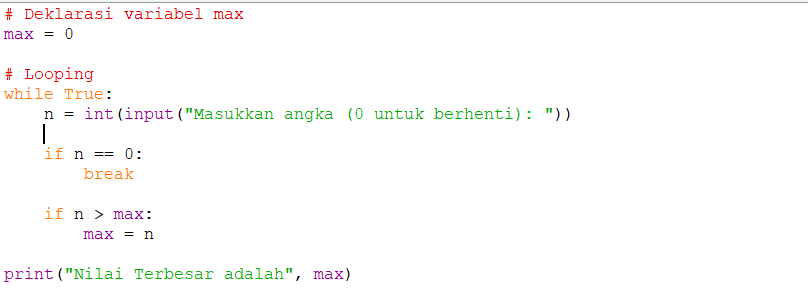 # Deklarasi variabel max
max = 0
# Looping
while True:
    n = int(input("Masukkan angka (0 untuk berhenti): "))
    if n == 0:
        break
    if n > max:
        max = n
print("Nilai Terbesar adalah", max)